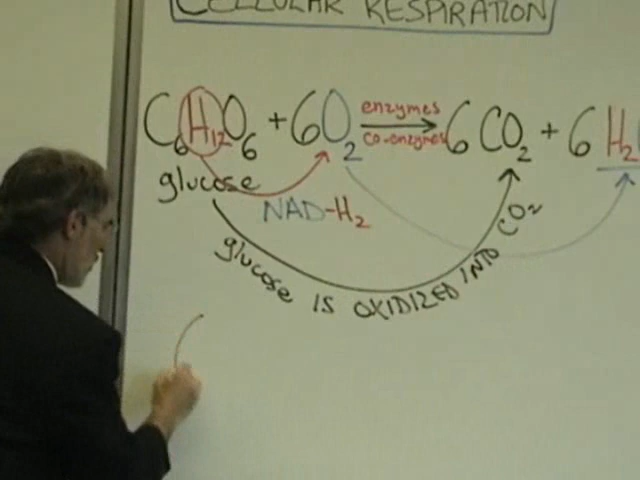 CELLULAR RESPIRATION
C6H12O6 + 6O2 enzymes co-enzymes 6 CO2 + 6 H2
glucose
NAD-H2
glucose IS OXIDIZED INTO CO2